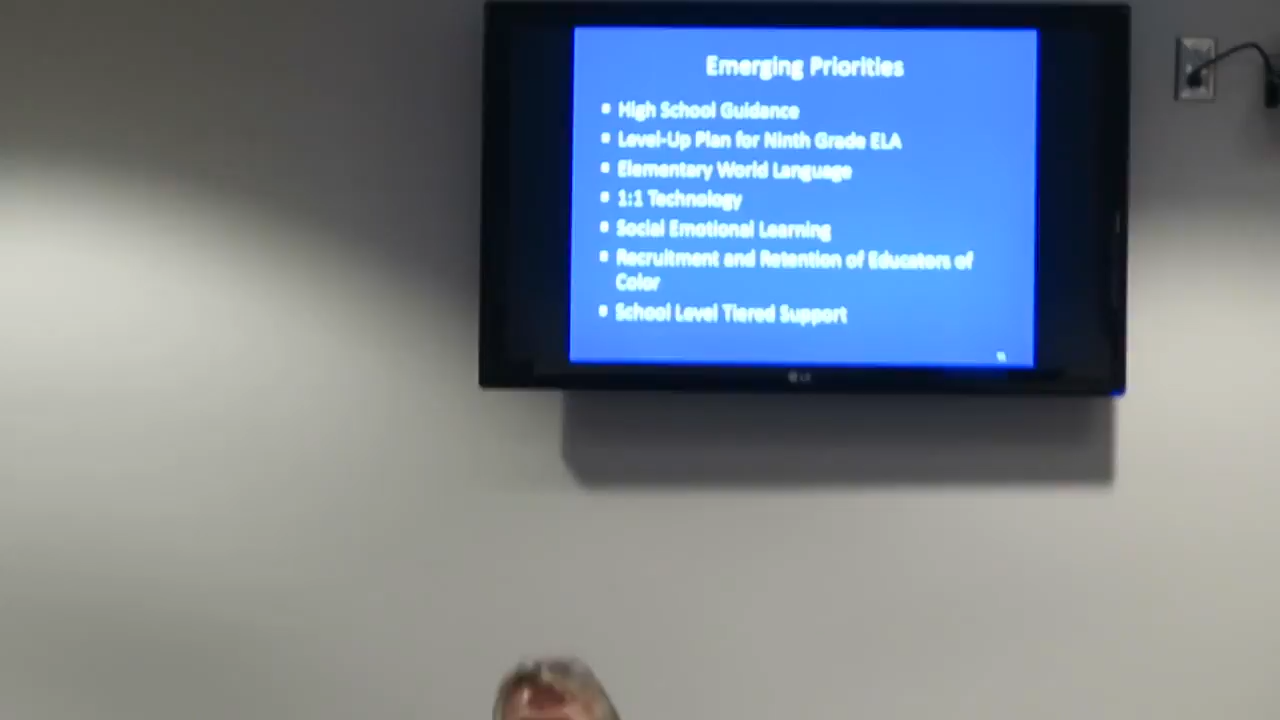 Emerging Priorities
High School Guidance
Level-Up Plan for Ninth Grade ELA
Elementary World Language
1:1 Technology
Social Emotional Learning
Recruitment and Retention of Educators of
Color
School Level Tiered Support
LG